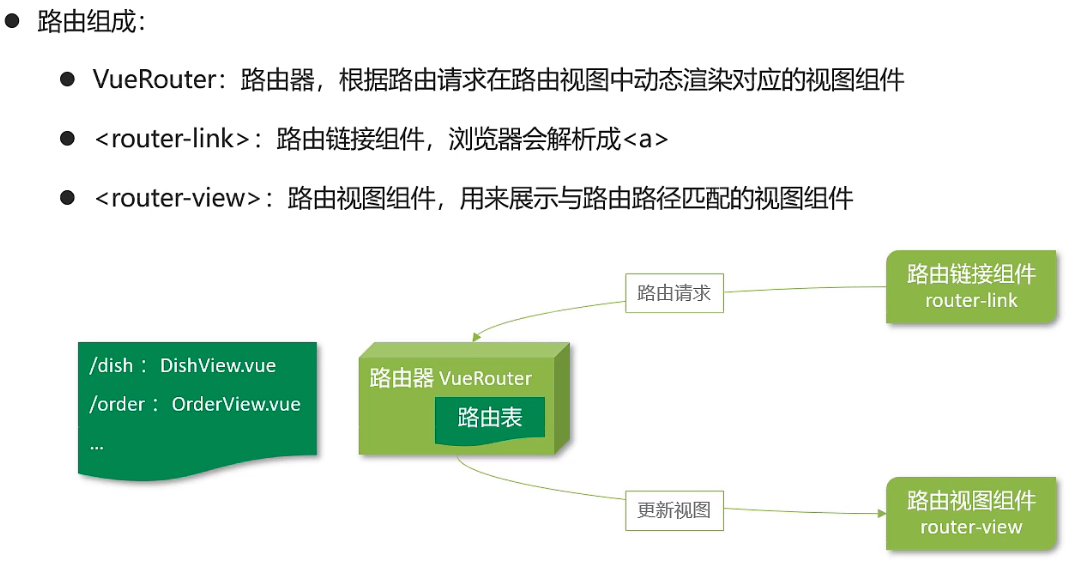 路由组成：
VueRouter：路由器，根据路由请求在路由视图中动态渲染对应的视图组件
<router-link>：路由链接组件，浏览器会解析成<a>
<router-view>：路由视图组件，用来展示与路由路径匹配的视图组件
路由链接组件
router-link
路由请求
/dish ：DishView.vue
/order ：OrderView.vue
...
路由器 VueRouter
路由表
更新视图
路由视图组件
router-view